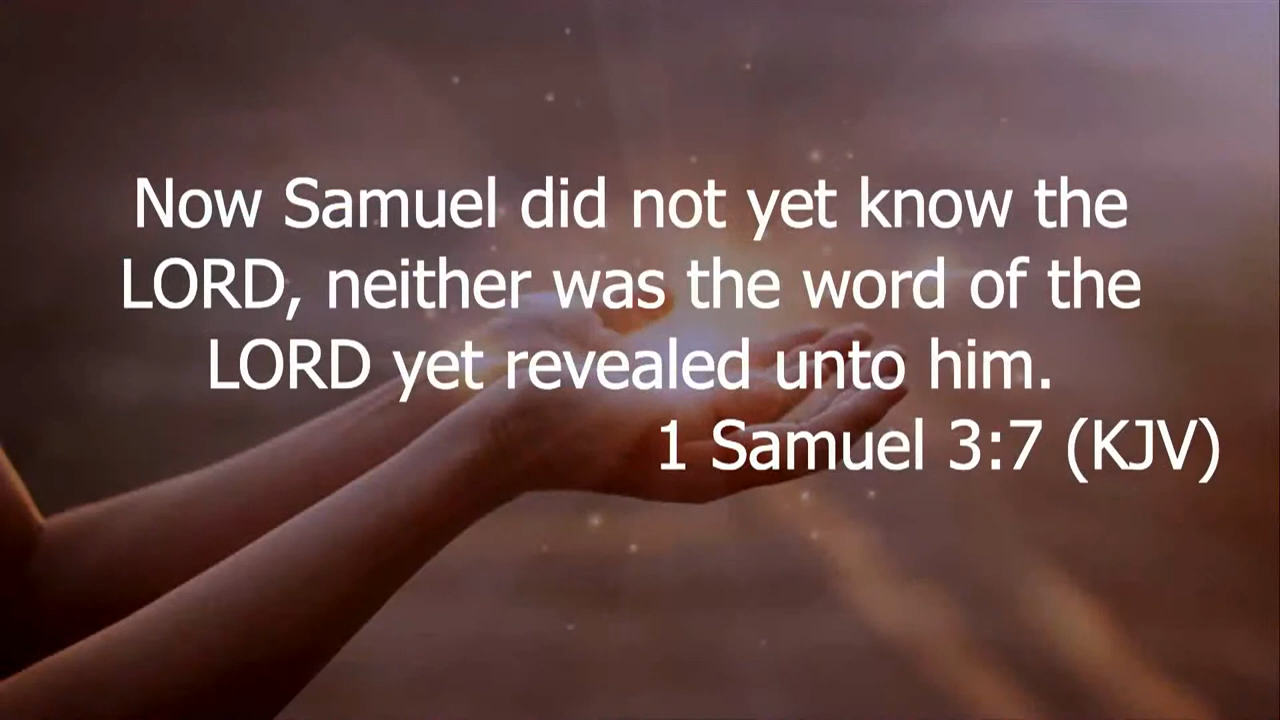 Now Samuel did not yet know the
LORD, neither was the word of the
LORD yet revealed unto him.
1 Samuel 3:7 (KJV)